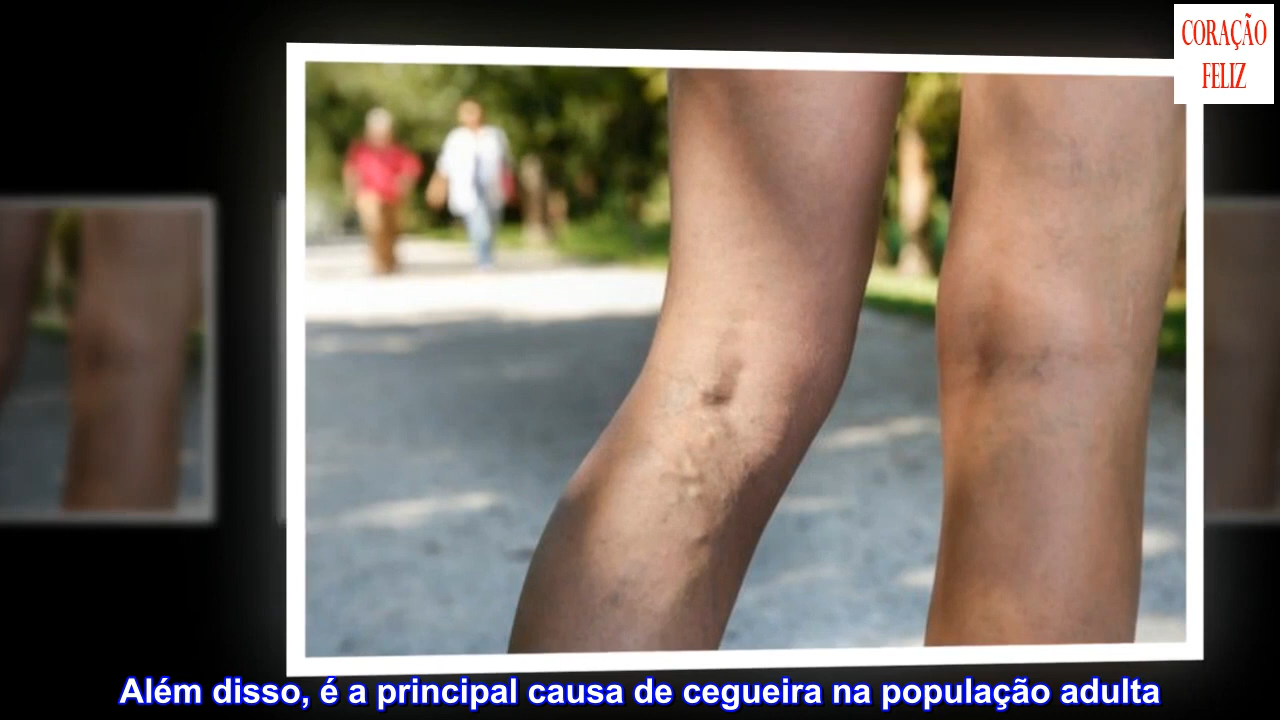 CORAÇÃO
FELIZ
Além disso, é a principal causa de cegueira na população adulta